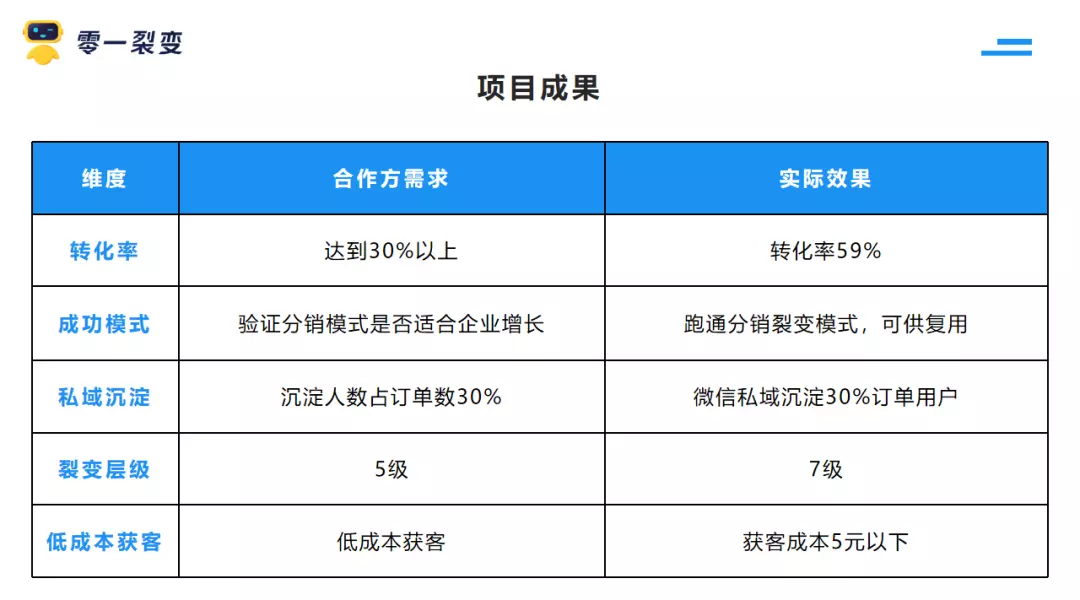 零一裂变
项目成果
维度 合作方需求 实际效果
转化率 达到30%以上 转化率59%
成功模式 验证分销模式是否适合企业增长 跑通分销裂变模式，可供复用
私域沉淀 沉淀人数占订单数30% 微信私域沉淀30%订单用户
裂变层级 5级 7级
低成本获客 低成本获客 获客成本5元以下